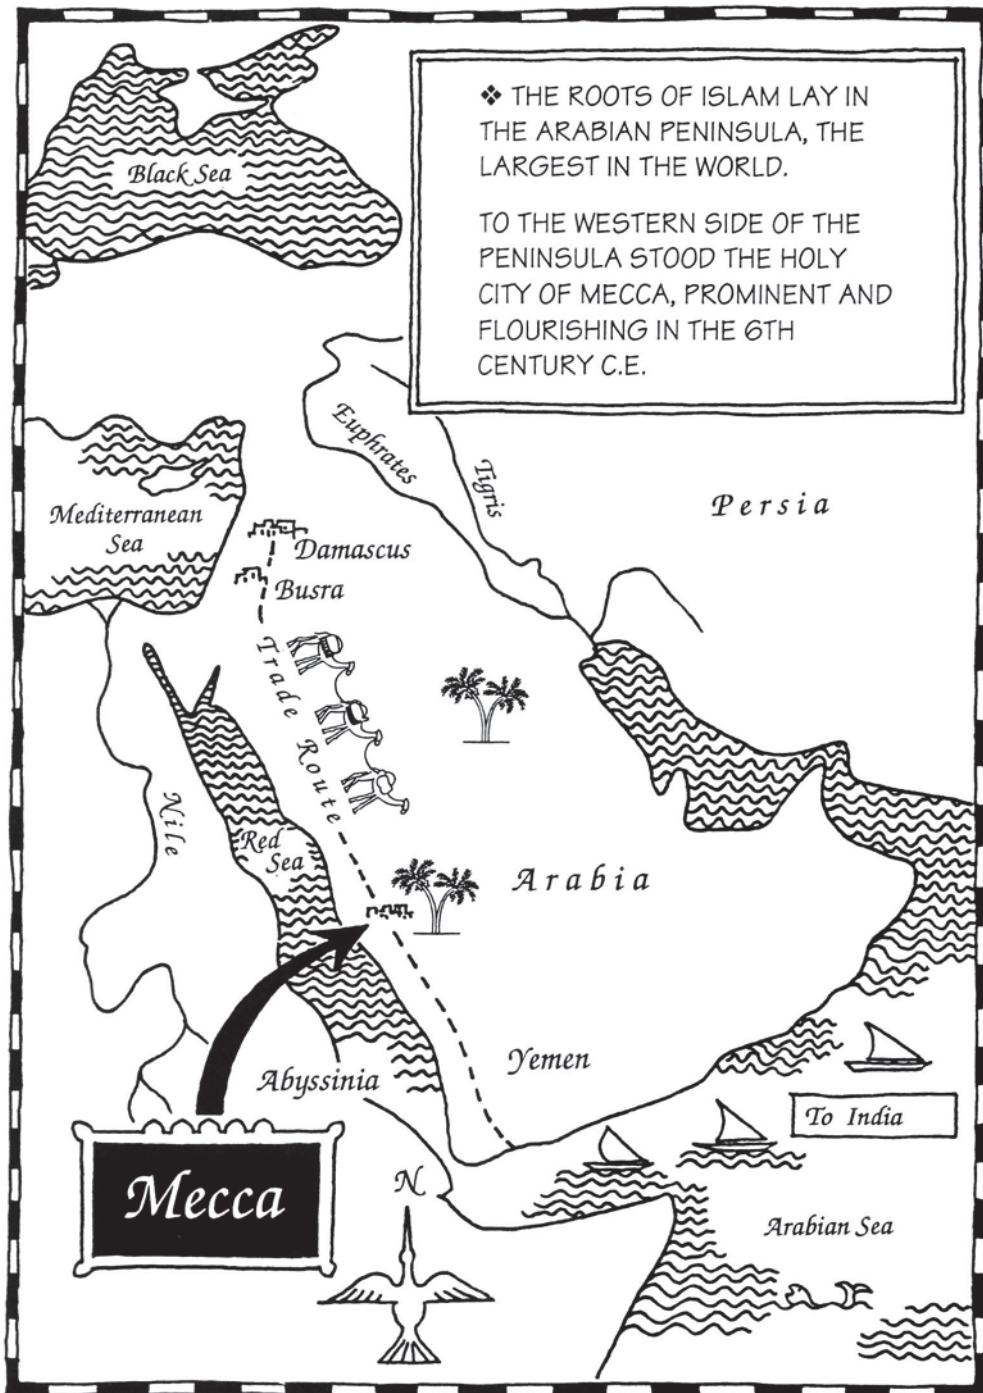 ❖ THE ROOTS OF ISLAM LAY IN
THE ARABIAN PENINSULA, THE
LARGEST IN THE WORLD.
TO THE WESTERN SIDE OF THE
PENINSULA STOOD THE HOLY
CITY OF MECCA, PROMINENT AND
FLOURISHING IN THE 6TH
CENTURY C.E.
Black Sea
Euphrates
Tigris
Persia
Mediterranean
Sea
Damascus
Busra
Trade Route
Nile
Red
Sea
Arabia
Abyssinia
Yemen
To India
Mecca
N
Arabian Sea